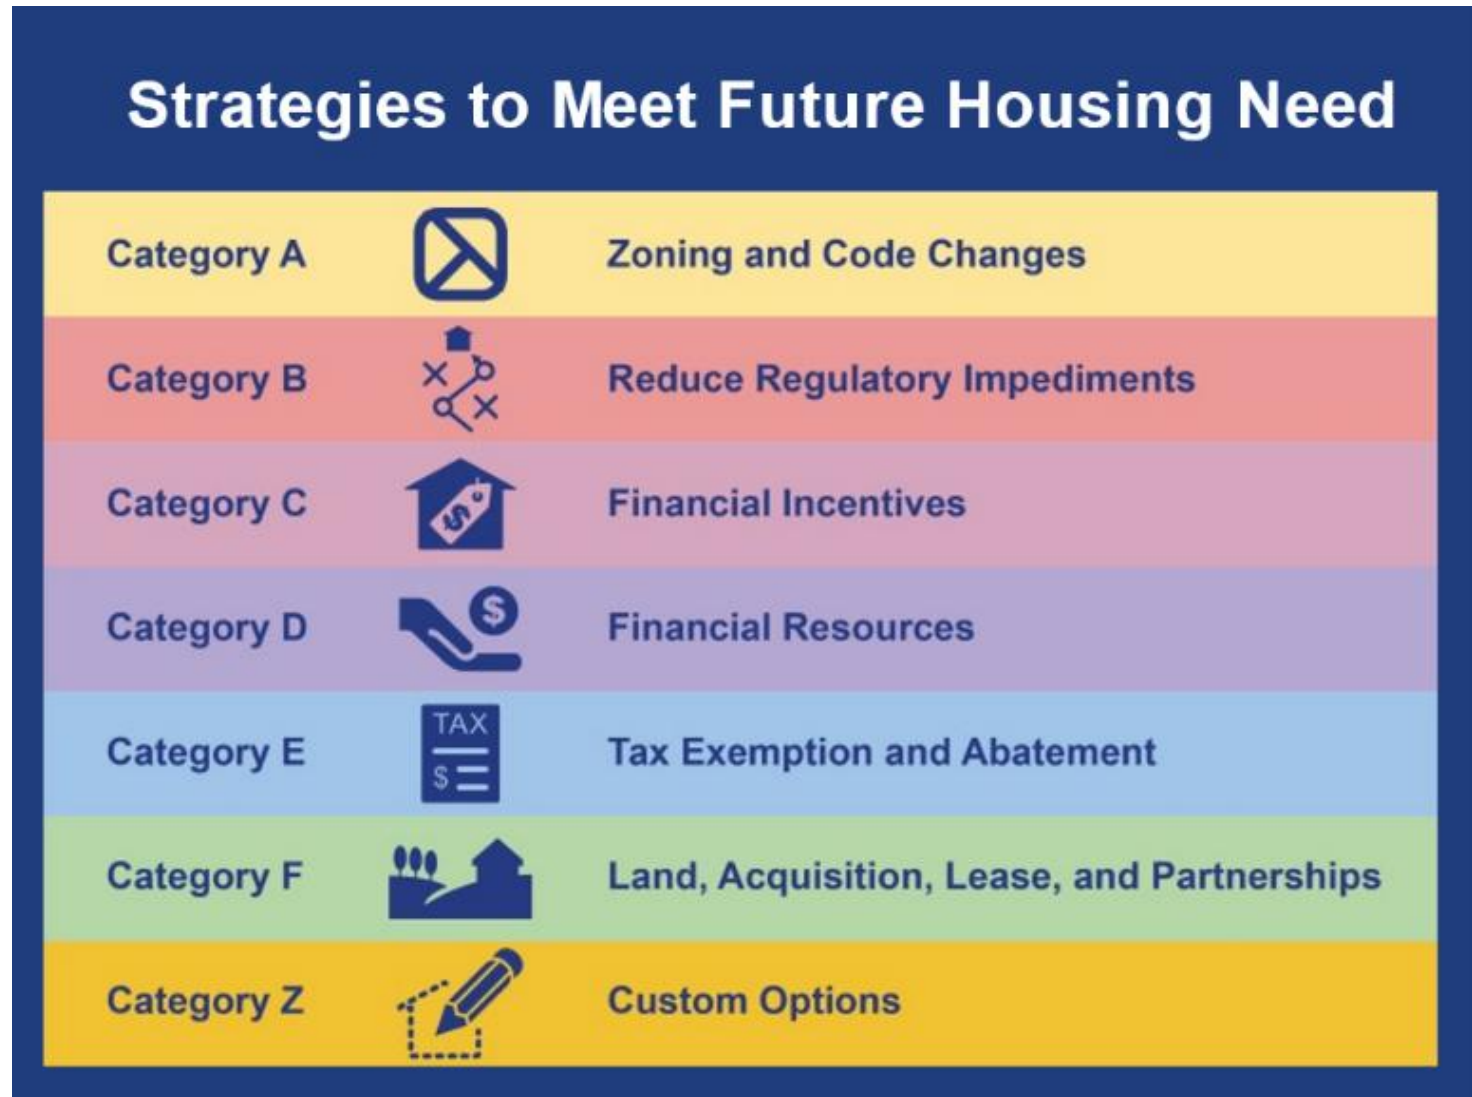 Strategies to Meet Future Housing Need
Category A Zoning and Code Changes
Category B Reduce Regulatory Impediments
Category C $ Financial Incentives
Category D $ Financial Resources
Category E TAX $ Tax Exemption and Abatement
Category F Land, Acquisition, Lease, and Partnerships
Category Z Custom Options